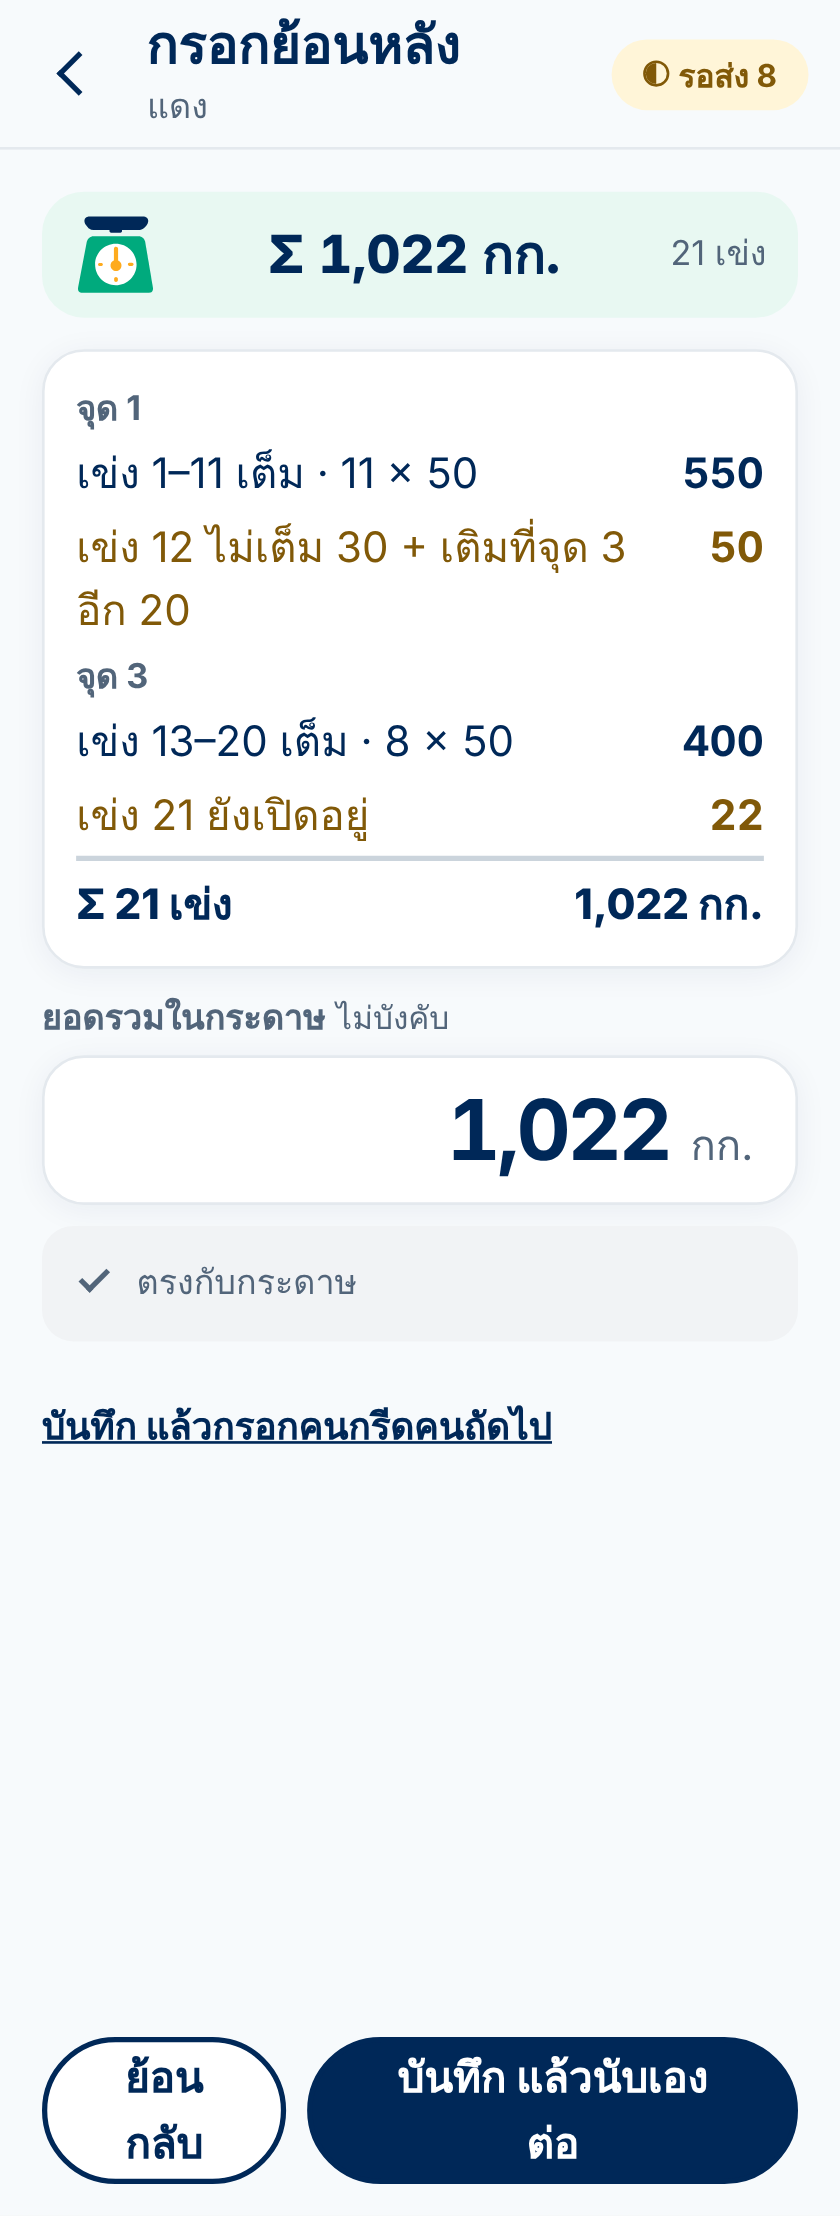 กรอกย้อนหลัง
แดง
รอส่ง 8
Σ 1,022 กก.
21 เข่ง
จุด 1
เข่ง 1–11 เต็ม · 11 × 50 550
เข่ง 12 ไม่เต็ม 30 + เติมที่จุด 3 50
อีก 20
จุด 3
เข่ง 13–20 เต็ม · 8 × 50 400
เข่ง 21 ยังเปิดอยู่ 22
Σ 21 เข่ง 1,022 กก.
ยอดรวมในกระดาษ ไม่บังคับ
1,022 กก.
ตรงกับกระดาษ
บันทึก แล้วกรอกคนกรีดคนถัดไป
ย้อน
กลับ
บันทึก แล้วนับเอง
ต่อ